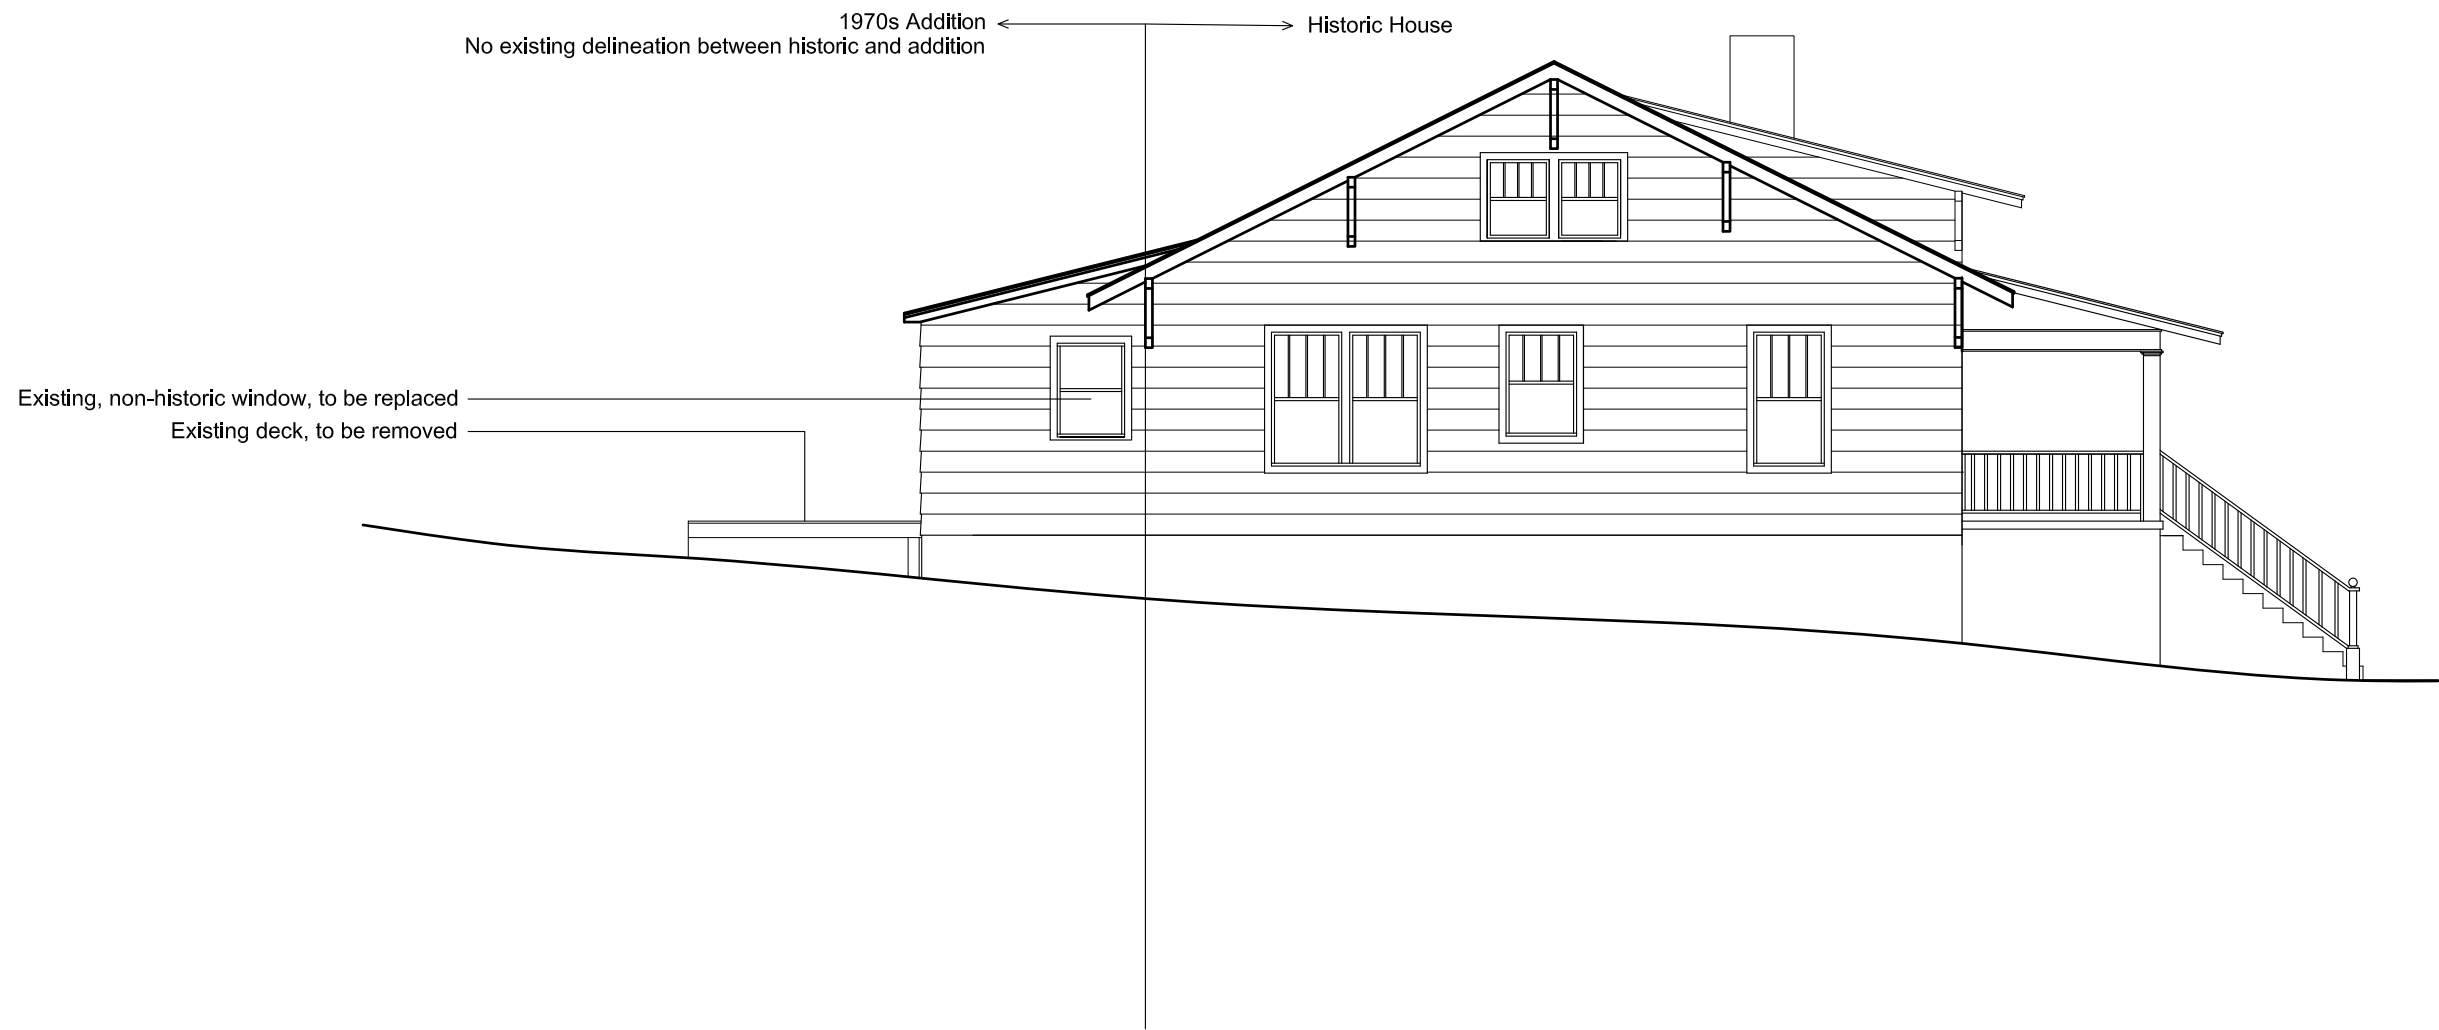 1970s Addition
Historic House
No existing delineation between historic and addition
Existing, non-historic window, to be replaced
Existing deck, to be removed